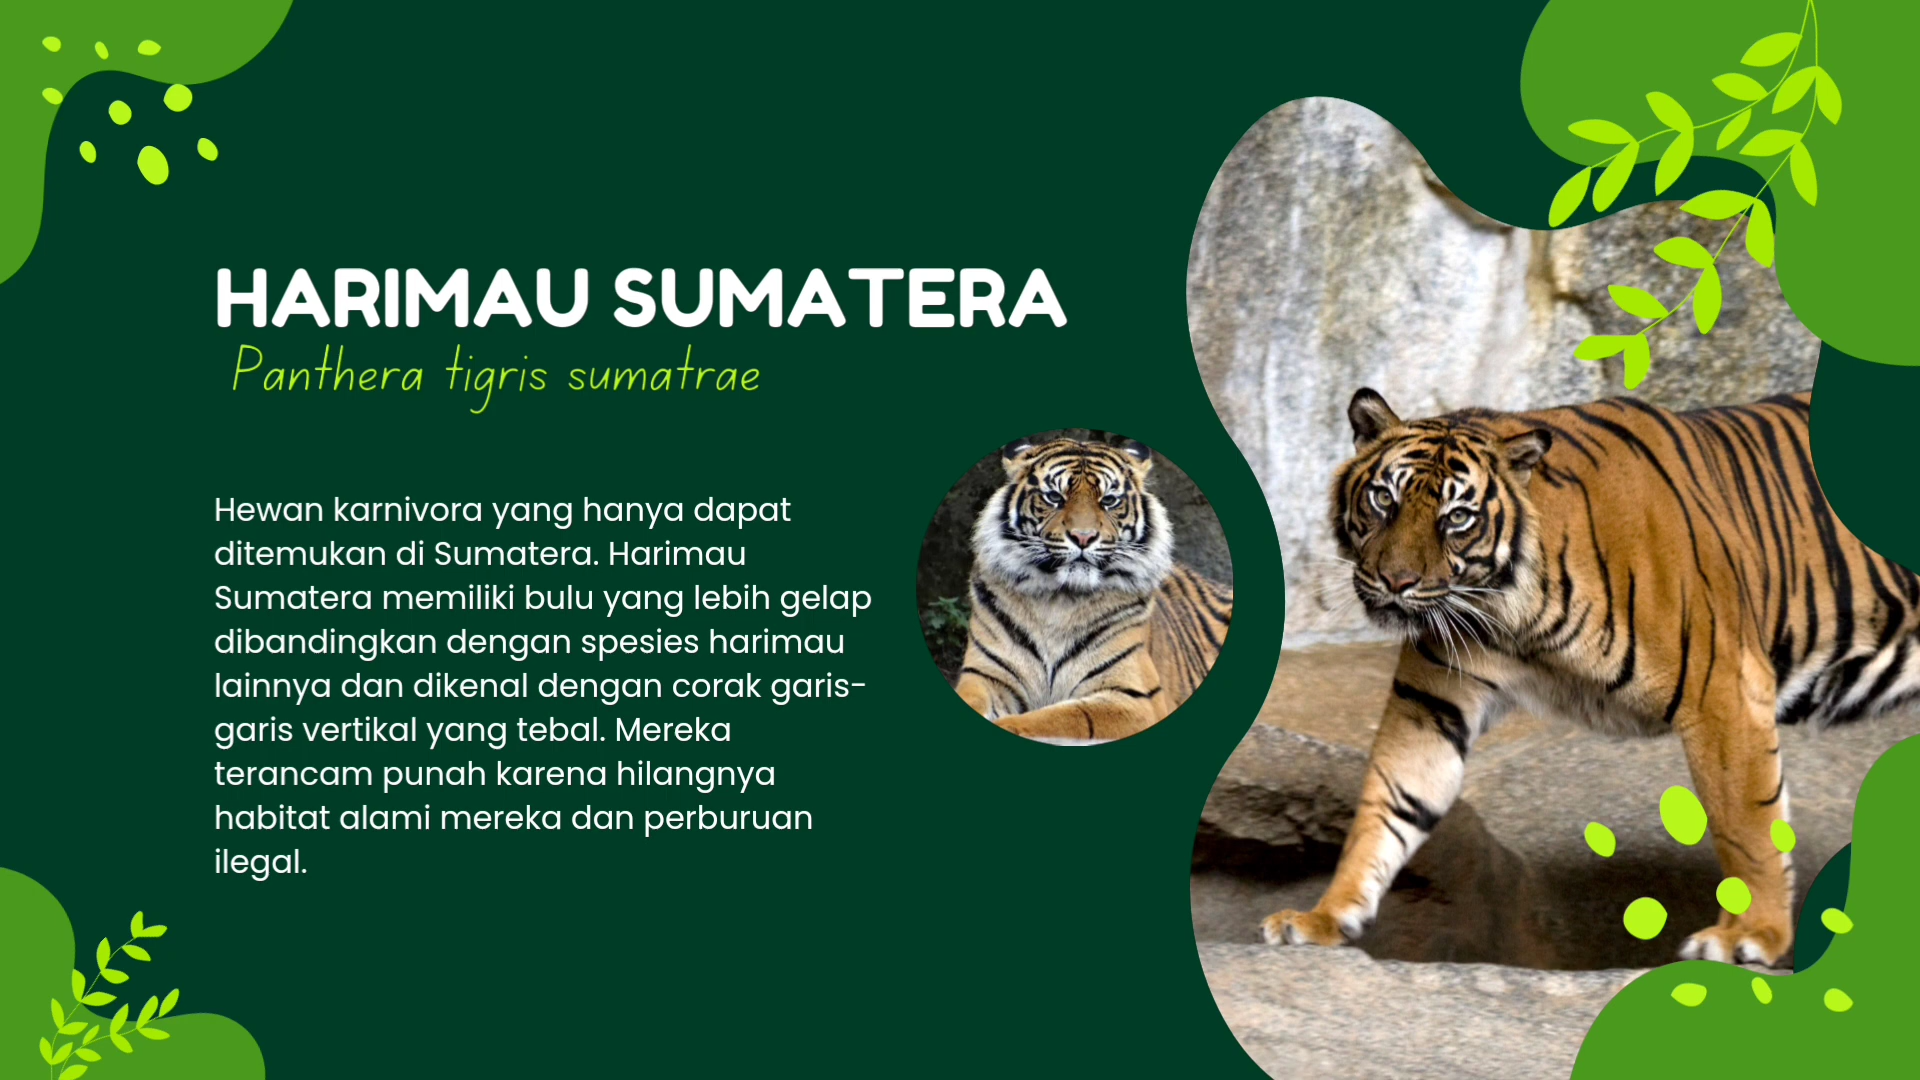 HARIMAU SUMATERA
Panthera tigris sumatrae
Hewan karnivora yang hanya dapat
ditemukan di Sumatera. Harimau
Sumatera memiliki bulu yang lebih gelap
dibandingkan dengan spesies harimau
lainnya dan dikenal dengan corak garis-
garis vertikal yang tebal. Mereka
terancam punah karena hilangnya
habitat alami mereka dan perburuan
ilegal.